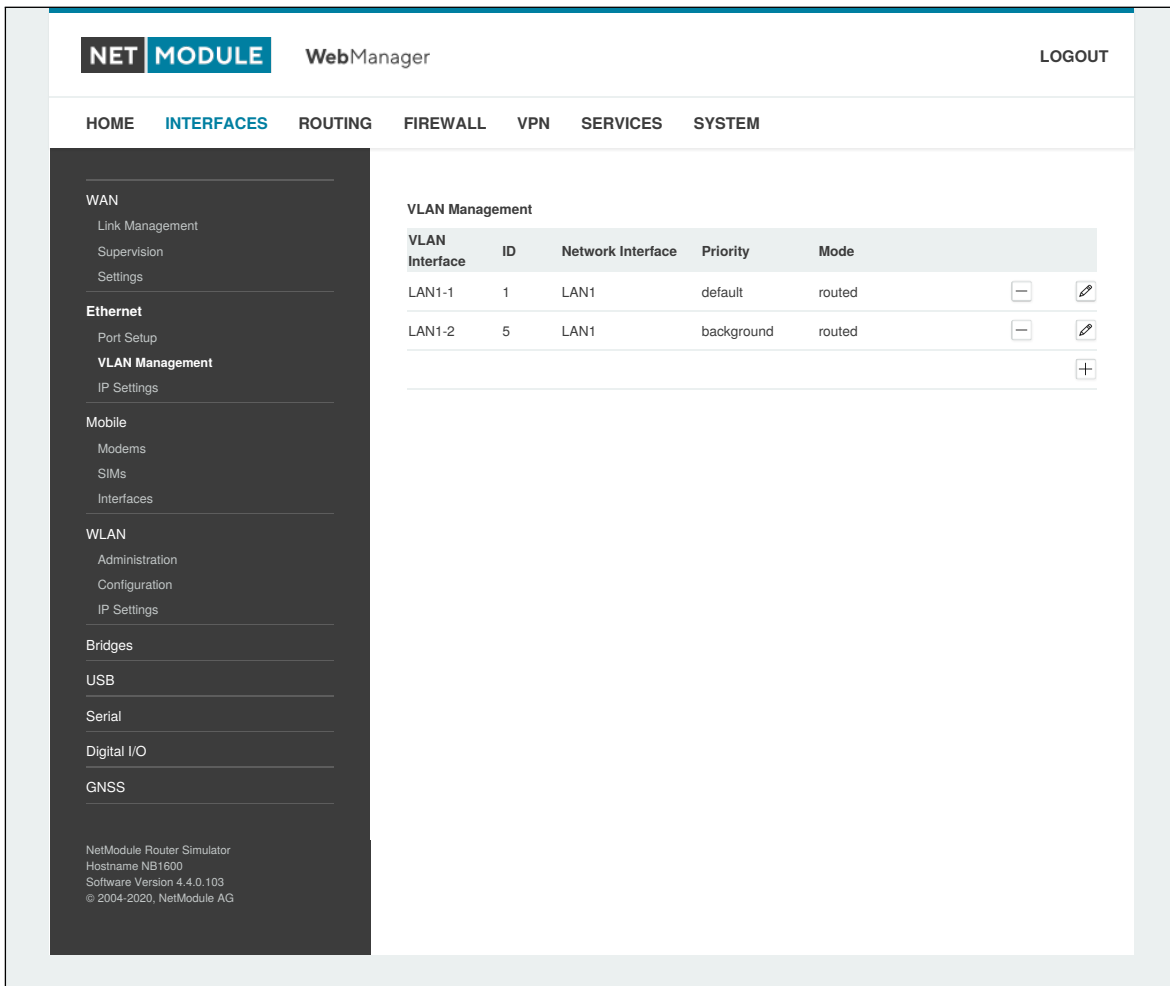 NET MODULE WebManager LOGOUT
HOME INTERFACES ROUTING FIREWALL VPN SERVICES SYSTEM
WAN
Link Management
Supervision
Settings
Ethernet
Port Setup
VLAN Management
IP Settings
Mobile
Modems
SIMs
Interfaces
WLAN
Administration
Configuration
IP Settings
Bridges
USB
Serial
Digital I/O
GNSS
NetModule Router Simulator
Hostname NB1600
Software Version 4.4.0.103
© 2004-2020, NetModule AG
VLAN Management
VLAN Interface ID Network Interface Priority Mode
LAN1-1 1 LAN1 default routed
LAN1-2 5 LAN1 background routed